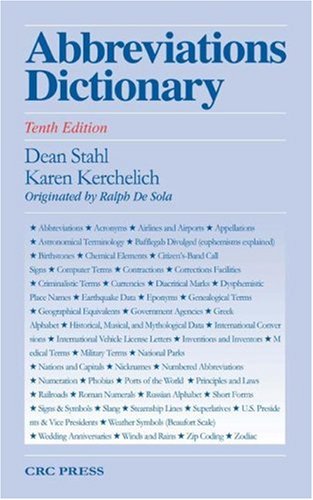 Abbreviations
Dictionary
Tenth Edition
Dean Stahl
Karen Kerchelich
Originated by Ralph De Sola
★ Abbreviations ★ Acronyms ★ Airlines and Airports ★ Appellations
★ Astronomical Terminology ★ Bafflegab Divulged (euphemisms explained)
★ Birthstones ★ Chemical Elements ★ Citizen's-Band Call
Signs ★ Computer Terms ★ Contractions ★ Corrections Facilities
★ Criminalistic Terms ★ Currencies ★ Diacritical Marks ★ Dysphemistic
Place Names ★ Earthquake Data ★ Eponyms ★ Genealogical Terms
★ Geographical Equivalents ★ Government Agencies ★ Greek
Alphabet ★ Historical, Musical, and Mythological Data ★ International Conver
sions ★ International Vehicle License Letters ★ Inventions and Inventors ★ M
edical Terms ★ Military Terms ★ National Parks
★ Nations and Capitals ★ Nicknames ★ Numbered Abbreviations
★ Numeration ★ Phobias ★ Ports of the World ★ Principles and Laws
★ Railroads ★ Roman Numerals ★ Russian Alphabet ★ Short Forms
★ Signs & Symbols ★ Slang ★ Steamship Lines ★ Superlatives ★ U.S. Preside
nts & Vice Presidents ★ Weather Symbols (Beaufort Scale)
★ Wedding Anniversaries ★ Winds and Rains ★ Zip Coding ★ Zodiac
CRC PRESS